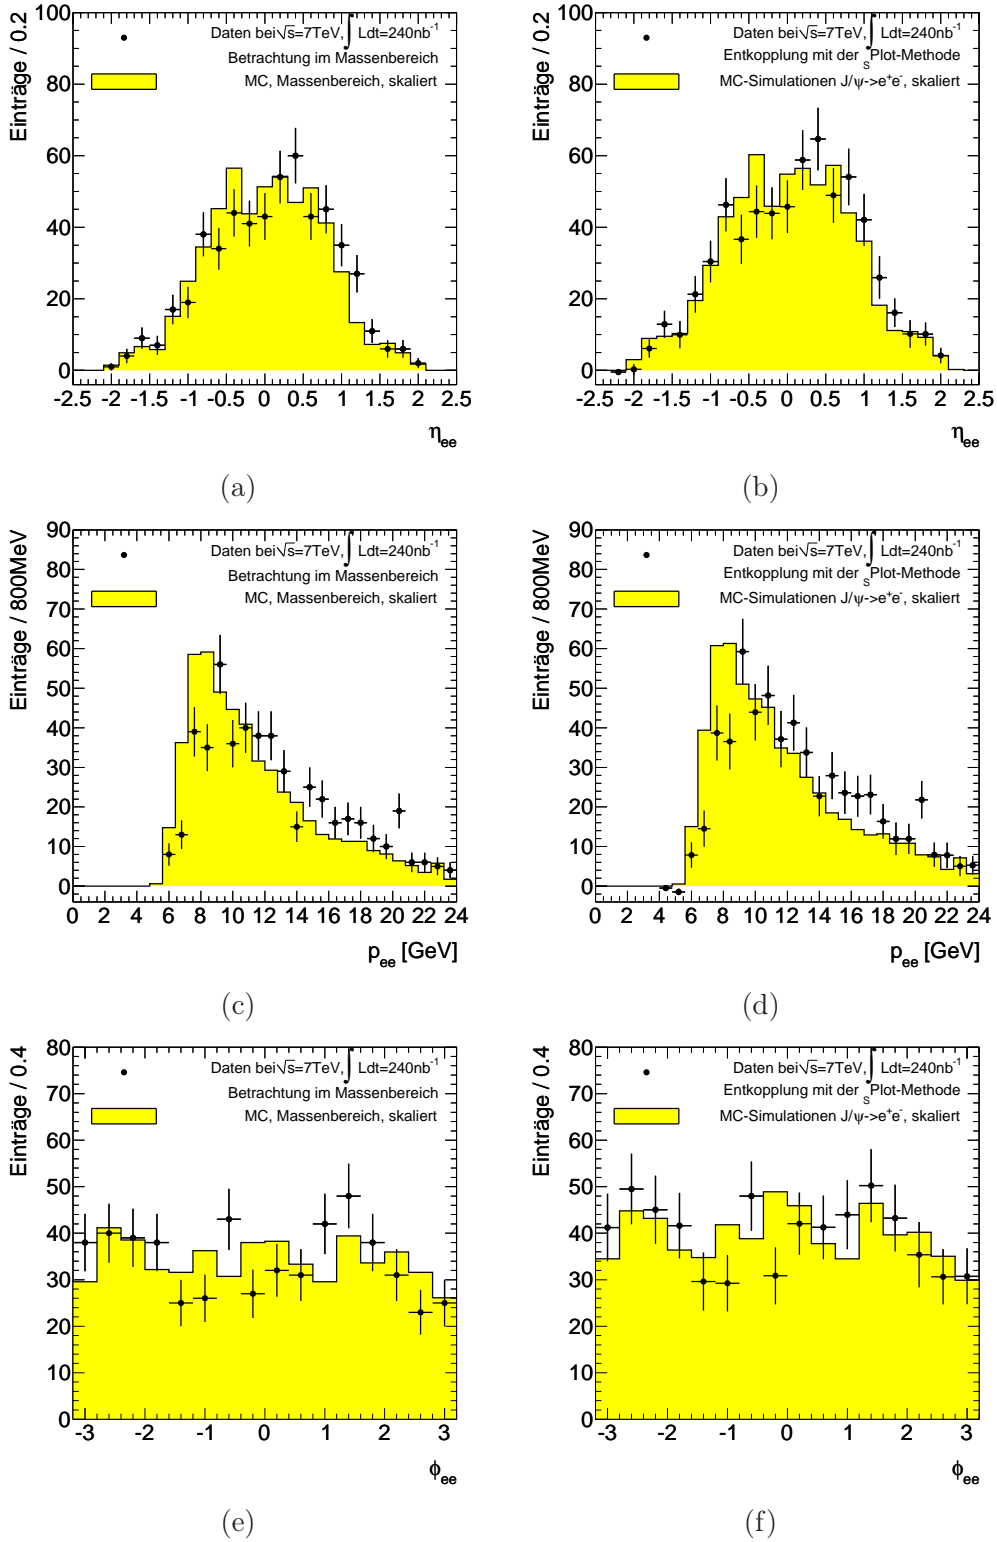 Einträge / 0.2
100
80
60
40
20
0
Daten bei √s=7TeV, ∫ Ldt=240nb⁻¹
Betrachtung im Massenbereich
MC, Massenbereich, skaliert
-2.5 -2 -1.5 -1 -0.5 0 0.5 1 1.5 2 2.5
η_ee
(a)
Einträge / 0.2
100
80
60
40
20
0
Daten bei √s=7TeV, ∫ Ldt=240nb⁻¹
Entkopplung mit der _sPlot-Methode
MC-Simulationen J/ψ->e⁺e⁻, skaliert
-2.5 -2 -1.5 -1 -0.5 0 0.5 1 1.5 2 2.5
η_ee
(b)
Einträge / 800MeV
90
80
70
60
50
40
30
20
10
0
Daten bei √s=7TeV, ∫ Ldt=240nb⁻¹
Betrachtung im Massenbereich
MC, Massenbereich, skaliert
0 2 4 6 8 10 12 14 16 18 20 22 24
p_ee [GeV]
(c)
Einträge / 800MeV
90
80
70
60
50
40
30
20
10
0
Daten bei √s=7TeV, ∫ Ldt=240nb⁻¹
Entkopplung mit der _sPlot-Methode
MC-Simulationen J/ψ->e⁺e⁻, skaliert
0 2 4 6 8 10 12 14 16 18 20 22 24
p_ee [GeV]
(d)
Einträge / 0.4
80
70
60
50
40
30
20
10
0
Daten bei √s=7TeV, ∫ Ldt=240nb⁻¹
Betrachtung im Massenbereich
MC, Massenbereich, skaliert
-3 -2 -1 0 1 2 3
ϕ_ee
(e)
Einträge / 0.4
80
70
60
50
40
30
20
10
0
Daten bei √s=7TeV, ∫ Ldt=240nb⁻¹
Entkopplung mit der _sPlot-Methode
MC-Simulationen J/ψ->e⁺e⁻, skaliert
-3 -2 -1 0 1 2 3
ϕ_ee
(f)